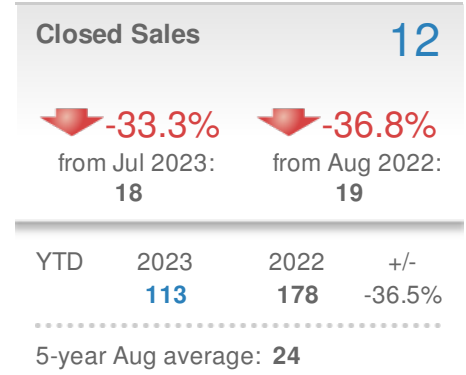 Closed Sales 12
-33.3% -36.8%
from Jul 2023: from Aug 2022:
18 19
YTD 2023 2022 +/-
113 178 -36.5%
5-year Aug average: 24